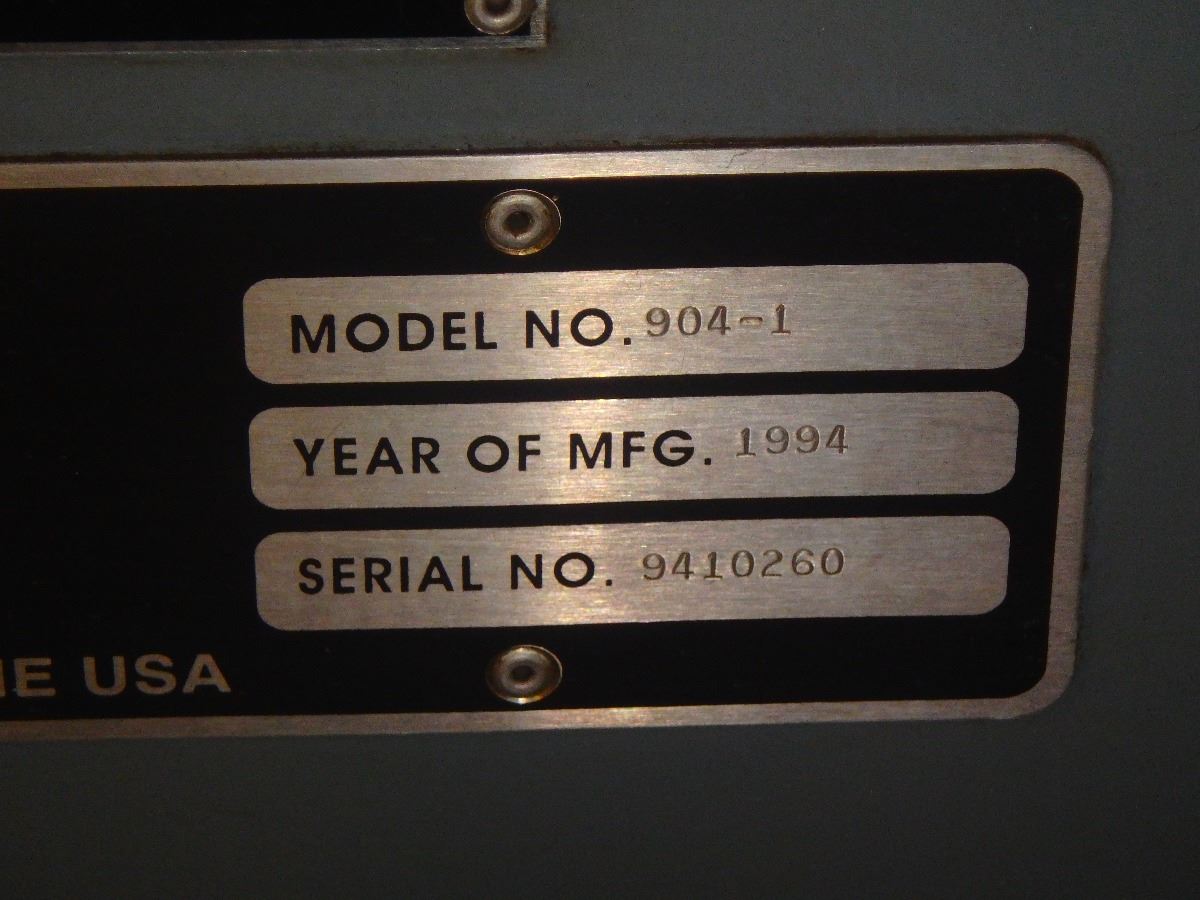 MODEL NO. 904-1
YEAR OF MFG. 1994
SERIAL NO. 9410260
USA